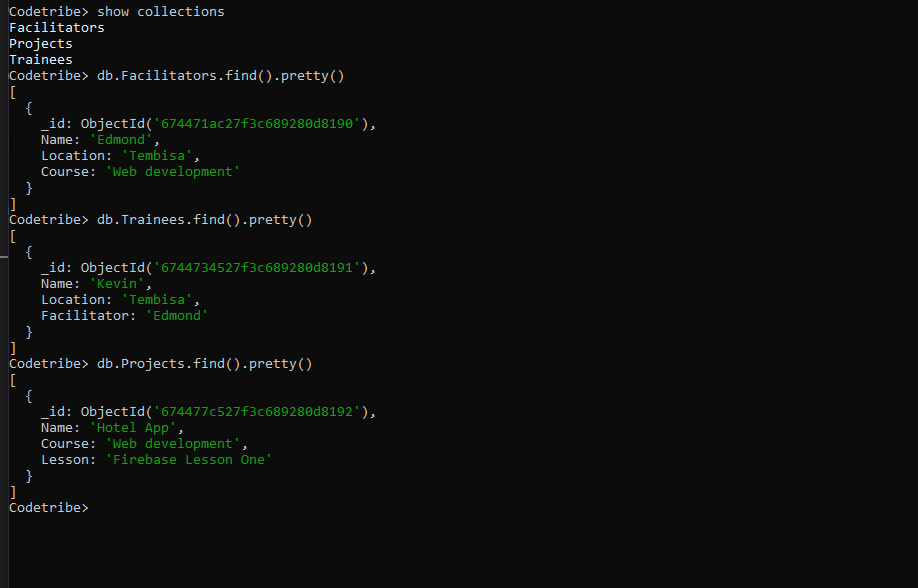 Codetribe> show collections
Facilitators
Projects
Trainees
Codetribe> db.Facilitators.find().pretty()
[
  {
    _id: ObjectId('674471ac27f3c689280d8190'),
    Name: 'Edmond',
    Location: 'Tembisa',
    Course: 'Web development'
  }
]
Codetribe> db.Trainees.find().pretty()
[
  {
    _id: ObjectId('6744734527f3c689280d8191'),
    Name: 'Kevin',
    Location: 'Tembisa',
    Facilitator: 'Edmond'
  }
]
Codetribe> db.Projects.find().pretty()
[
  {
    _id: ObjectId('674477c527f3c689280d8192'),
    Name: 'Hotel App',
    Course: 'Web development',
    Lesson: 'Firebase Lesson One'
  }
]
Codetribe>